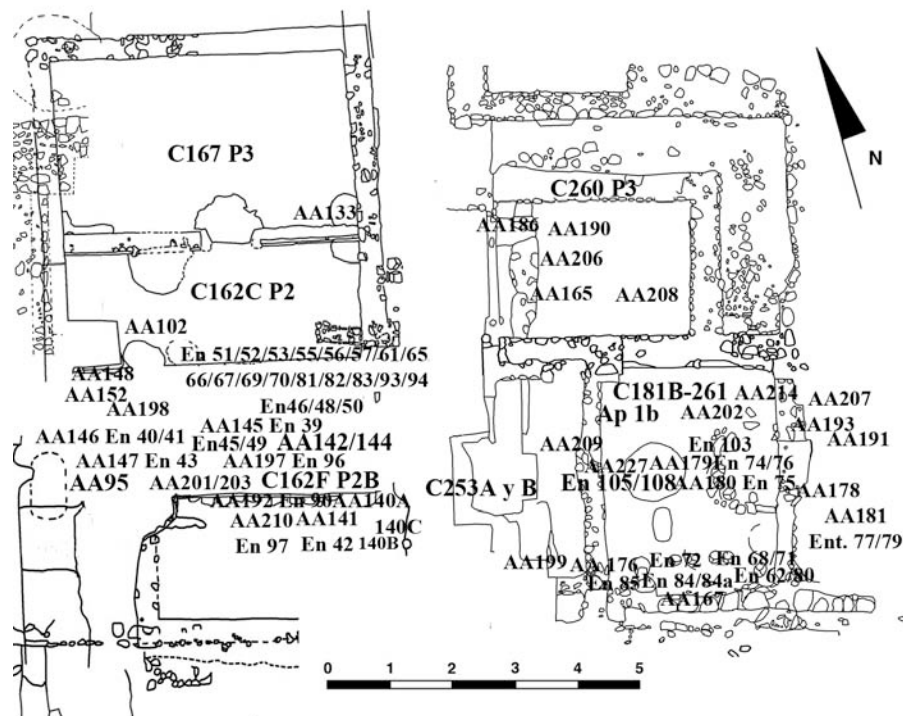 C167 P3
AA133
C162C P2
AA102
En 51/52/53/55/56/57/61/65
AA148
66/67/69/70/81/82/83/93/94
AA152
AA198
En46/48/50
AA145 En 39
AA146 En 40/41
En45/49 AA142/144
AA147 En 43
AA197 En 96
AA95
AA201/203
C162F P2B
AA192 En 90AA140A
AA210 AA141
140C
En 97 En 42 140B
N
C260 P3
AA186
AA190
AA206
AA165
AA208
C181B-261
AA214
AA207
Ap 1b
AA202
AA193
AA191
AA209
En 103
AA227
AA179En 74/76
C253A y B
En 105/108
AA180 En 75
AA178
AA181
Ent. 77/79
AA199
AA 176
En 72
En 68/71
En 85
En 84/84a
En 62/80
AA167
0 1 2 3 4 5